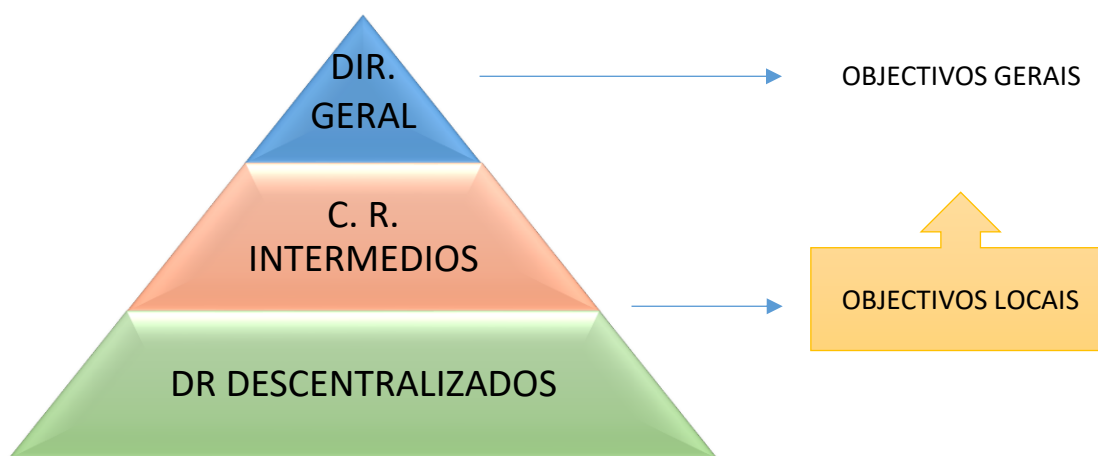 DIR.
GERAL
OBJECTIVOS GERAIS
C. R.
INTERMEDIOS
OBJECTIVOS LOCAIS
DR DESCENTRALIZADOS